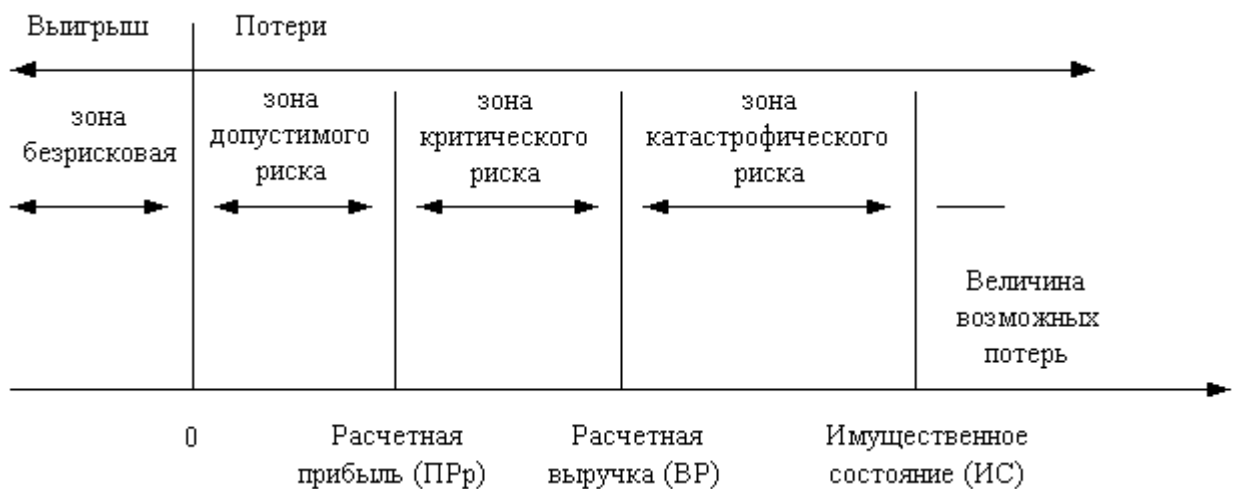 Выигрыш
Потери
зона
безрисковая
зона
допустимого
риска
зона
критического
риска
зона
катастрофического
риска
Величина
возможных
потерь
0
Расчетная
прибыль (ПРр)
Расчетная
выручка (ВР)
Имущественное
состояние (ИС)